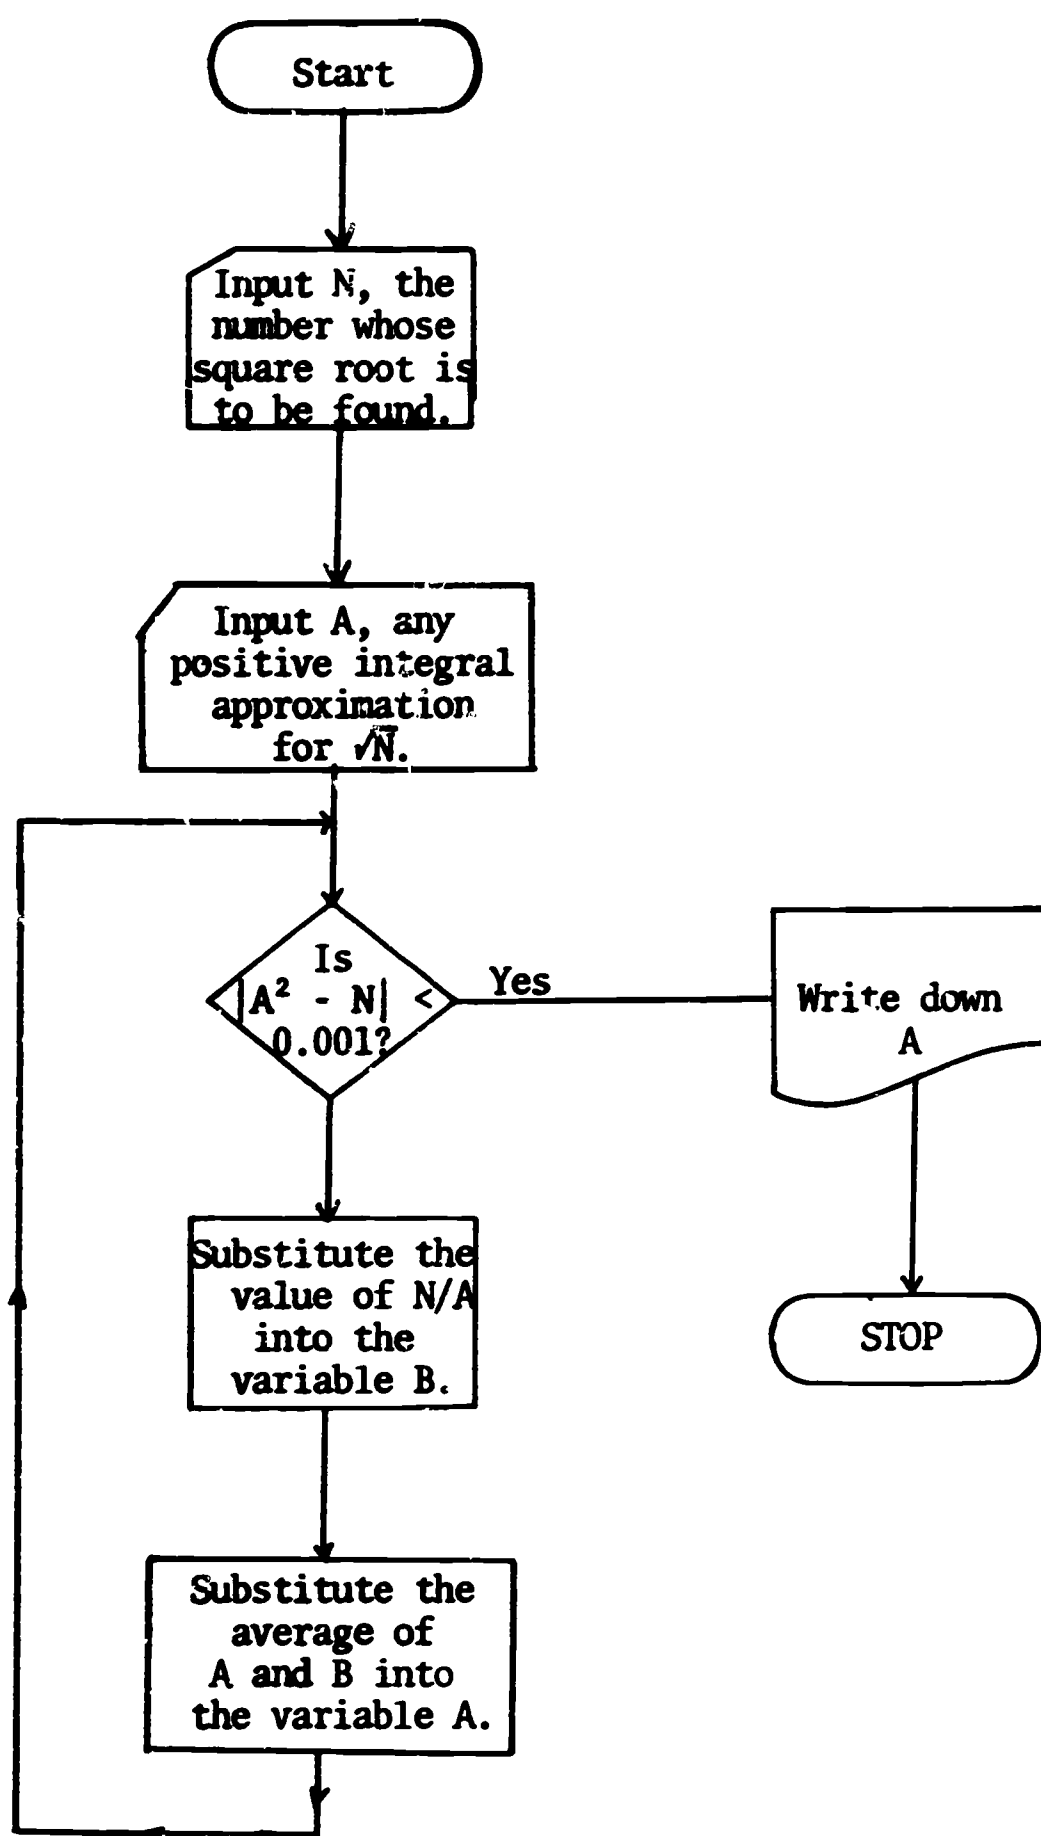 Start
Input N, the
number whose
square root is
to be found.
Input A, any
positive integral
approximation
for √N.
Is
|A² - N| <
0.001?
Yes
Write down
A
Substitute the
value of N/A
into the
variable B.
STOP
Substitute the
average of
A and B into
the variable A.